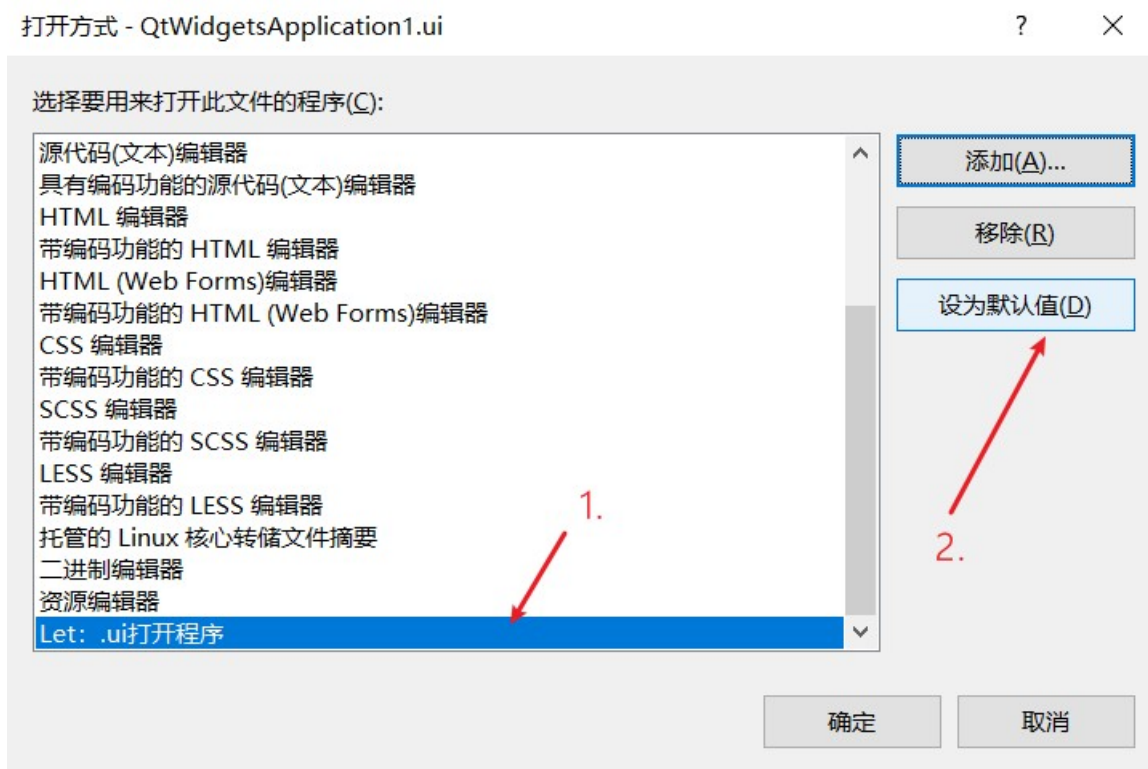 打开方式 - QtWidgetsApplication1.ui
选择要用来打开此文件的程序(C):
源代码(文本)编辑器
具有编码功能的源代码(文本)编辑器
HTML 编辑器
带编码功能的 HTML 编辑器
HTML (Web Forms)编辑器
带编码功能的 HTML (Web Forms)编辑器
CSS 编辑器
带编码功能的 CSS 编辑器
SCSS 编辑器
带编码功能的 SCSS 编辑器
LESS 编辑器
带编码功能的 LESS 编辑器
托管的 Linux 核心转储文件摘要
二进制编辑器
资源编辑器
Let：.ui打开程序
添加(A)...
移除(R)
设为默认值(D)
1.
2.
确定
取消